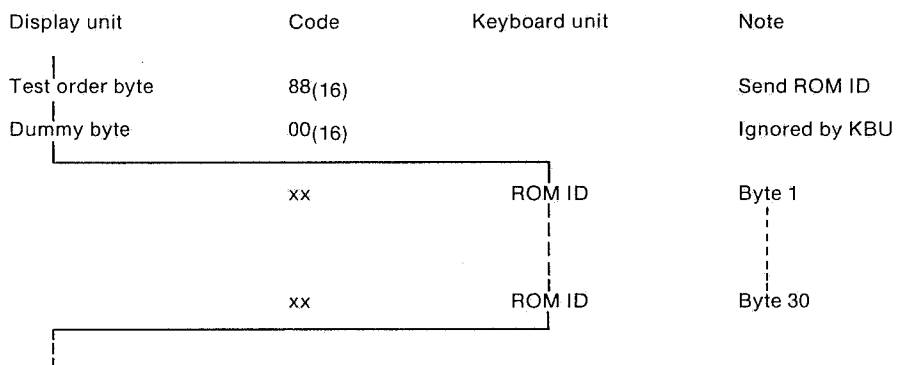 Display unit Code Keyboard unit Note
Test order byte 88(16) Send ROM ID
Dummy byte 00(16) Ignored by KBU
xx ROM ID Byte 1
xx ROM ID Byte 30